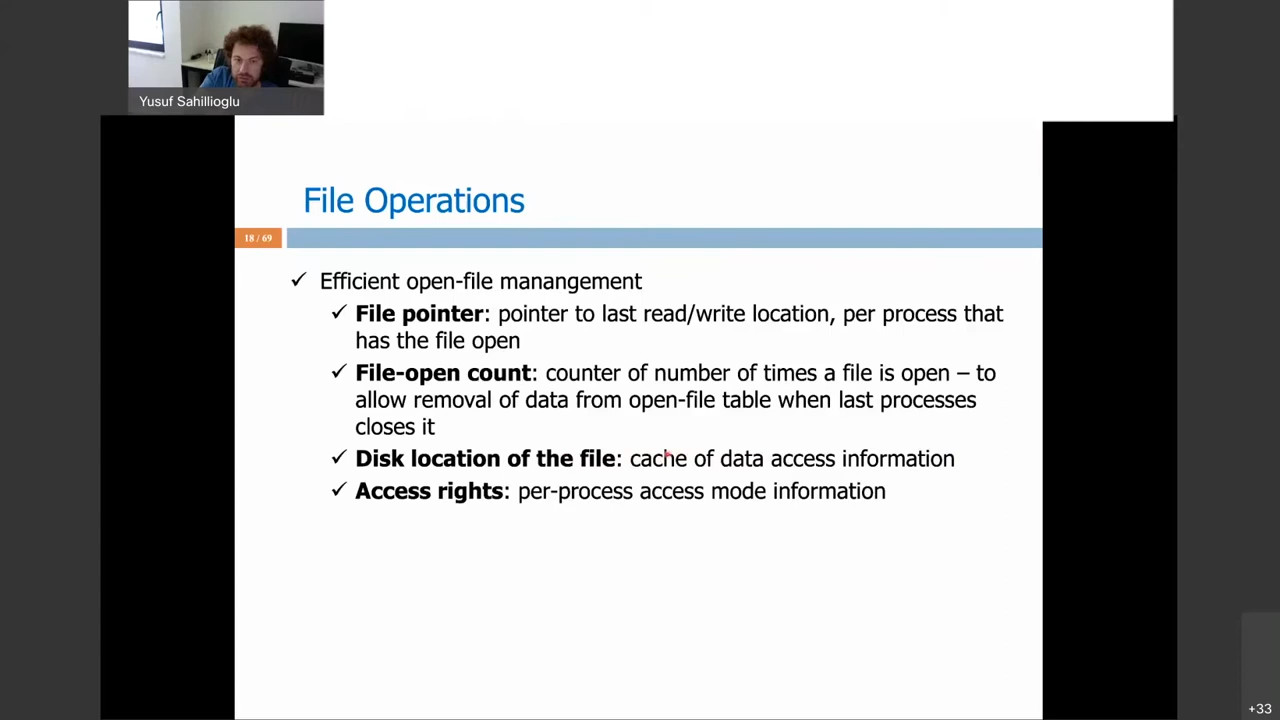 Yusuf Sahillioglu
File Operations
18 / 69
✓ Efficient open-file manangement
✓ File pointer: pointer to last read/write location, per process that
has the file open
✓ File-open count: counter of number of times a file is open – to
allow removal of data from open-file table when last processes
closes it
✓ Disk location of the file: cache of data access information
✓ Access rights: per-process access mode information
+33